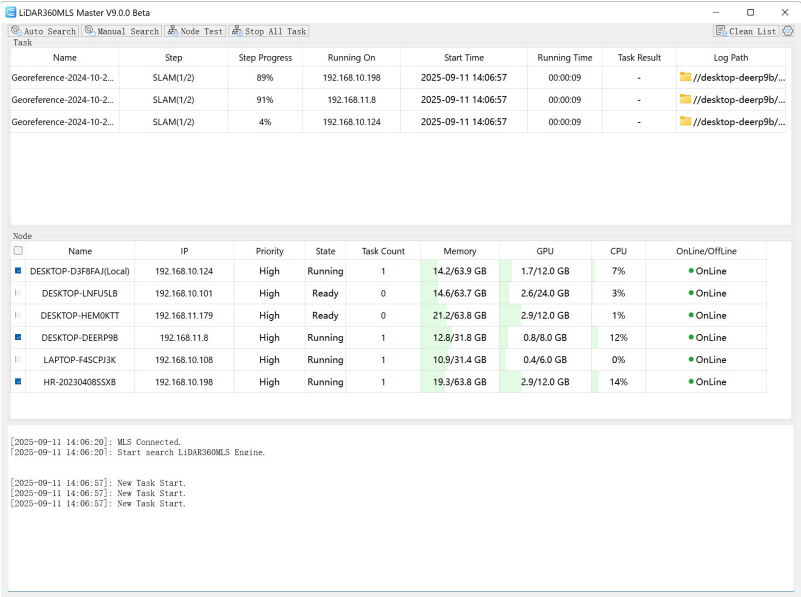 LiDAR360MLS Master V9.0.0 Beta
Auto Search Manual Search Node Test Stop All Task Clean List
Task
Name Step Step Progress Running On Start Time Running Time Task Result Log Path
Georeference-2024-10-2... SLAM(1/2) 89% 192.168.10.198 2025-09-11 14:06:57 00:00:09 - //desktop-deerp9b/...
Georeference-2024-10-2... SLAM(1/2) 91% 192.168.11.8 2025-09-11 14:06:57 00:00:09 - //desktop-deerp9b/...
Georeference-2024-10-2... SLAM(1/2) 4% 192.168.10.124 2025-09-11 14:06:57 00:00:09 - //desktop-deerp9b/...
Node
Name IP Priority State Task Count Memory GPU CPU OnLine/OffLine
DESKTOP-D3F8FAJ(Local) 192.168.10.124 High Running 1 14.2/63.9 GB 1.7/12.0 GB 7% OnLine
DESKTOP-LNFU5LB 192.168.10.101 High Ready 0 14.6/63.7 GB 2.6/24.0 GB 3% OnLine
DESKTOP-HEM0KTT 192.168.11.179 High Ready 0 21.2/63.8 GB 2.9/12.0 GB 1% OnLine
DESKTOP-DEERP9B 192.168.11.8 High Running 1 12.8/31.8 GB 0.8/8.0 GB 12% OnLine
LAPTOP-F4SCPJ3K 192.168.10.108 High Running 1 10.9/31.4 GB 0.4/6.0 GB 0% OnLine
HR-20230408SSXB 192.168.10.198 High Running 1 19.3/63.8 GB 2.9/12.0 GB 14% OnLine
[2025-09-11 14:06:20]: MLS Connected.
[2025-09-11 14:06:20]: Start search LiDAR360MLS Engine.
[2025-09-11 14:06:57]: New Task Start.
[2025-09-11 14:06:57]: New Task Start.
[2025-09-11 14:06:57]: New Task Start.